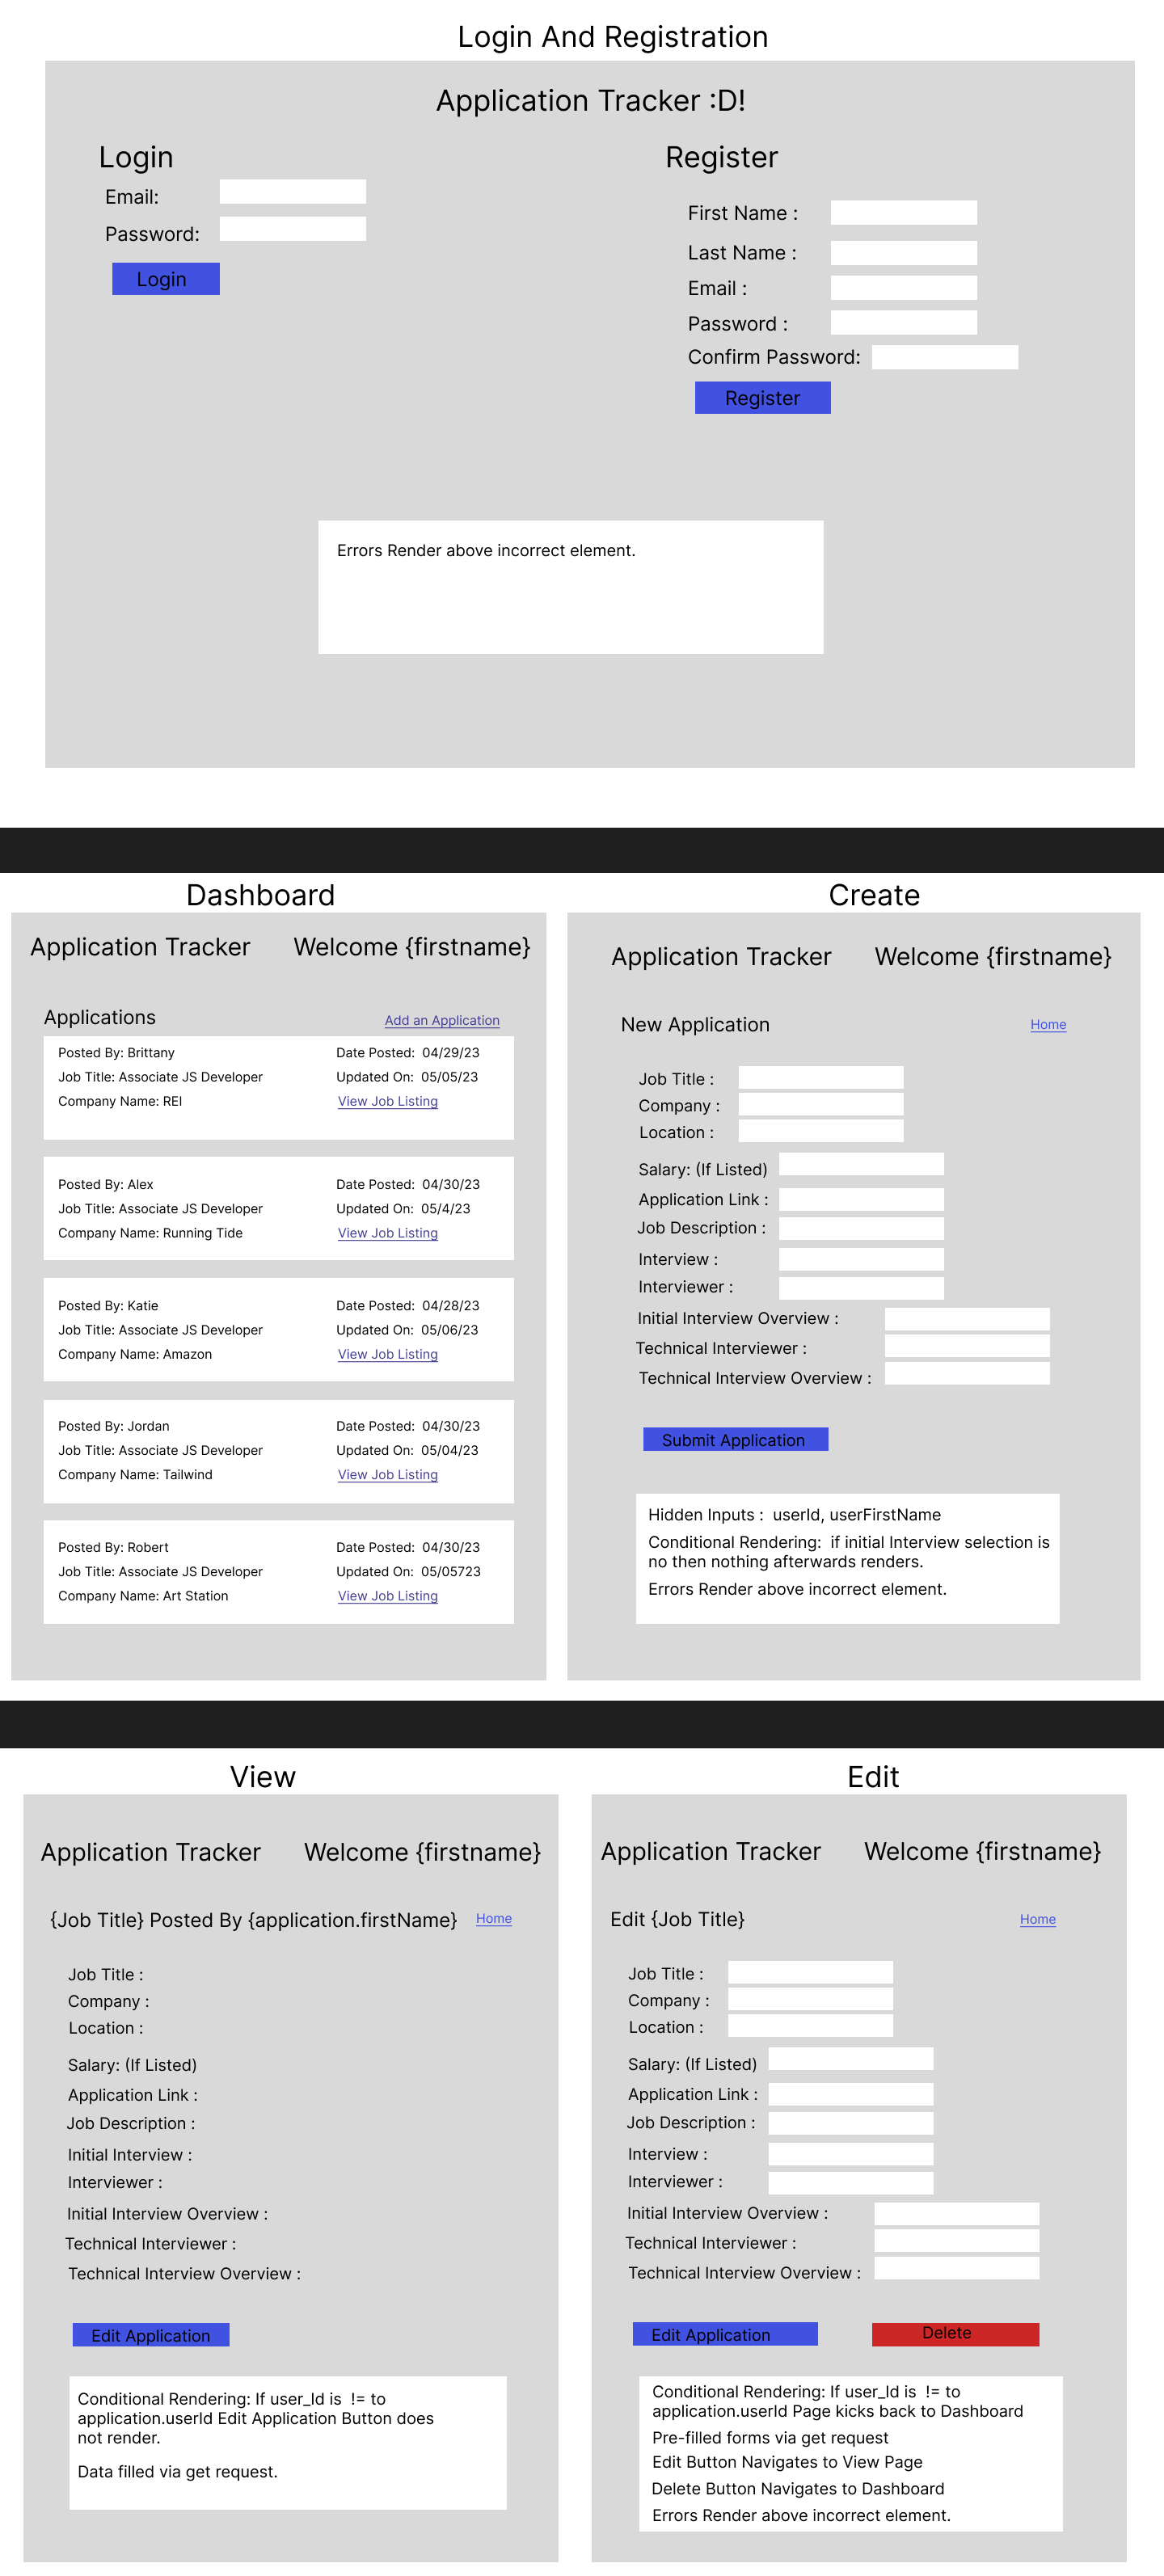 Login And Registration
Application Tracker :D!
Login
Email:
Password:
Login
Register
First Name :
Last Name :
Email :
Password :
Confirm Password:
Register
Errors Render above incorrect element.
Dashboard
Application Tracker
Welcome {firstname}
Applications
Add an Application
Posted By: Brittany
Date Posted: 04/29/23
Job Title: Associate JS Developer
Updated On: 05/05/23
Company Name: REI
View Job Listing
Posted By: Alex
Date Posted: 04/30/23
Job Title: Associate JS Developer
Updated On: 05/4/23
Company Name: Running Tide
View Job Listing
Posted By: Katie
Date Posted: 04/28/23
Job Title: Associate JS Developer
Updated On: 05/06/23
Company Name: Amazon
View Job Listing
Posted By: Jordan
Date Posted: 04/30/23
Job Title: Associate JS Developer
Updated On: 05/04/23
Company Name: Tailwind
View Job Listing
Posted By: Robert
Date Posted: 04/30/23
Job Title: Associate JS Developer
Updated On: 05/05723
Company Name: Art Station
View Job Listing
Create
Application Tracker
Welcome {firstname}
New Application
Home
Job Title :
Company :
Location :
Salary: (If Listed)
Application Link :
Job Description :
Interview :
Interviewer :
Initial Interview Overview :
Technical Interviewer :
Technical Interview Overview :
Submit Application
Hidden Inputs : userId, userFirstName
Conditional Rendering: if initial Interview selection is
no then nothing afterwards renders.
Errors Render above incorrect element.
View
Application Tracker
Welcome {firstname}
{Job Title} Posted By {application.firstName}
Home
Job Title :
Company :
Location :
Salary: (If Listed)
Application Link :
Job Description :
Initial Interview :
Interviewer :
Initial Interview Overview :
Technical Interviewer :
Technical Interview Overview :
Edit Application
Conditional Rendering: If user_Id is != to
application.userId Edit Application Button does
not render.
Data filled via get request.
Edit
Application Tracker
Welcome {firstname}
Edit {Job Title}
Home
Job Title :
Company :
Location :
Salary: (If Listed)
Application Link :
Job Description :
Interview :
Interviewer :
Initial Interview Overview :
Technical Interviewer :
Technical Interview Overview :
Edit Application
Delete
Conditional Rendering: If user_Id is != to
application.userId Page kicks back to Dashboard
Pre-filled forms via get request
Edit Button Navigates to View Page
Delete Button Navigates to Dashboard
Errors Render above incorrect element.